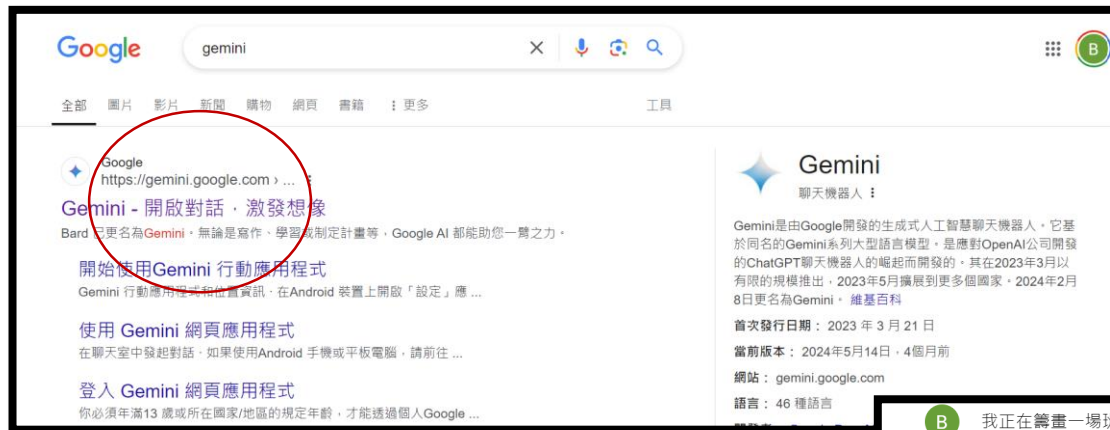 Google
gemini
全部 圖片 影片 新聞 購物 網頁 書籍 ⋮ 更多 工具
B
Google
https://gemini.google.com › ... ⋮
Gemini - 開啟對話，激發想像
Bard 已更名為Gemini。無論是寫作、學習或制定計畫等，Google AI 都能助您一臂之力。
開始使用Gemini 行動應用程式
Gemini 行動應用程式和位置資訊 · 在Android 裝置上開啟「設定」應 ...
使用 Gemini 網頁應用程式
在聊天室中發起對話 · 如果使用Android 手機或平板電腦，請前往 ...
登入 Gemini 網頁應用程式
你必須年滿13 歲或所在國家/地區的規定年齡，才能透過個人Google ...
Gemini
聊天機器人 ⋮
Gemini是由Google開發的生成式人工智慧聊天機器人。它基
於同名的Gemini系列大型語言模型。是應對OpenAI公司開發
的ChatGPT聊天機器人的崛起而開發的。其在2023年3月以
有限的規模推出，2023年5月擴展到更多個國家。2024年2月
8日更名為Gemini。 維基百科
首次發行日期： 2023 年 3 月 21 日
當前版本： 2024年5月14日，4個月前
網站： gemini.google.com
語言： 46 種語言
B 我正在籌畫一場